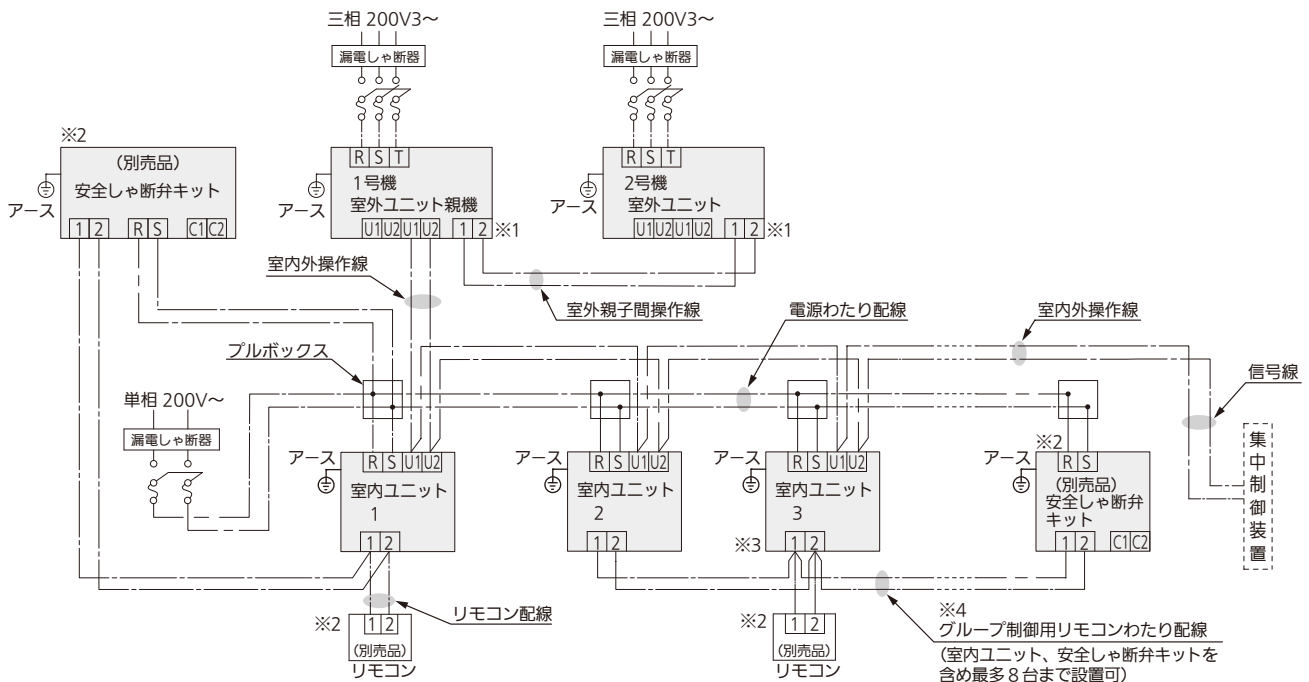 三相 200V3～
三相 200V3～
漏電しゃ断器
漏電しゃ断器
※2
(別売品)
安全しゃ断弁キット
アース
1 2 R S C1 C2
R S T
1号機
室外ユニット親機
アース
U1 U2 U1 U2 1 2 ※1
R S T
2号機
室外ユニット
アース
U1 U2 U1 U2 1 2 ※1
室内外操作線
室外親子間操作線
電源わたり配線
室内外操作線
プルボックス
信号線
単相 200V～
漏電しゃ断器
アース
R S U1 U2
室内ユニット
1
1 2
アース
R S U1 U2
室内ユニット
2
1 2
アース
R S U1 U2
室内ユニット
3
※3
1 2
※2
アース
R S
(別売品)
安全しゃ断弁
キット
1 2 C1 C2
集中制御装置
リモコン配線
※2
1 2
(別売品)
リモコン
※2
1 2
(別売品)
リモコン
※4
グループ制御用リモコンわたり配線
(室内ユニット、安全しゃ断弁キットを
含め最多８台まで設置可)